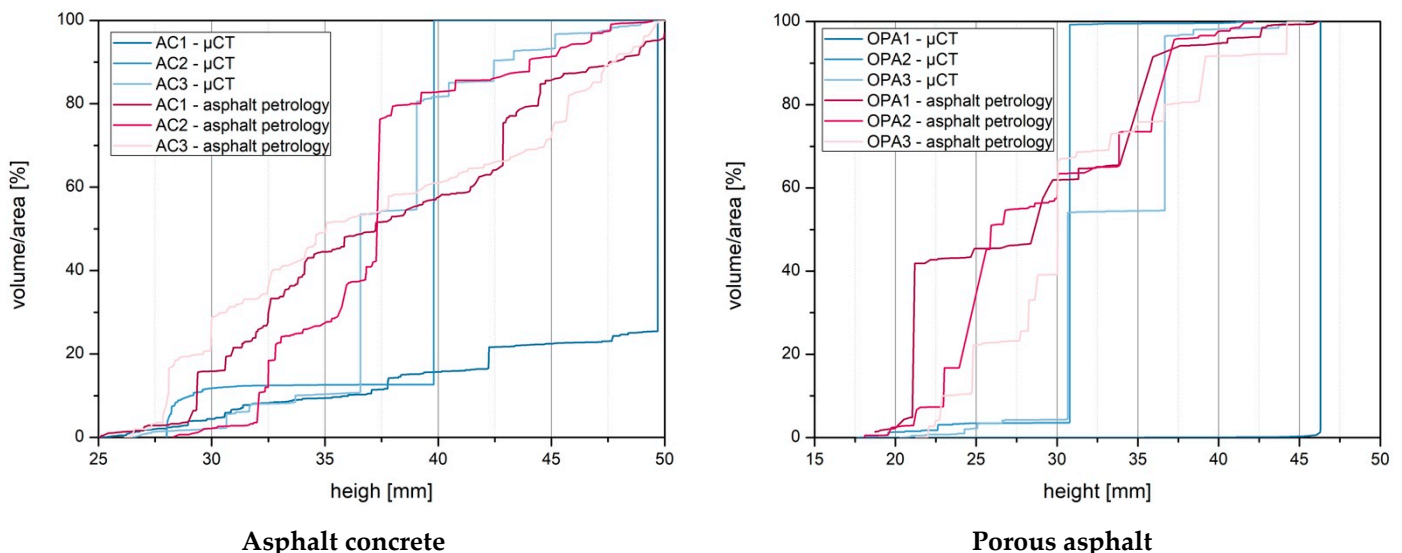 100
80
60
40
20
0
volume/area [%]
AC1 - µCT
AC2 - µCT
AC3 - µCT
AC1 - asphalt petrology
AC2 - asphalt petrology
AC3 - asphalt petrology
25 30 35 40 45 50
heigh [mm]
Asphalt concrete
100
80
60
40
20
0
volume/area [%]
OPA1 - µCT
OPA2 - µCT
OPA3 - µCT
OPA1 - asphalt petrology
OPA2 - asphalt petrology
OPA3 - asphalt petrology
15 20 25 30 35 40 45 50
height [mm]
Porous asphalt